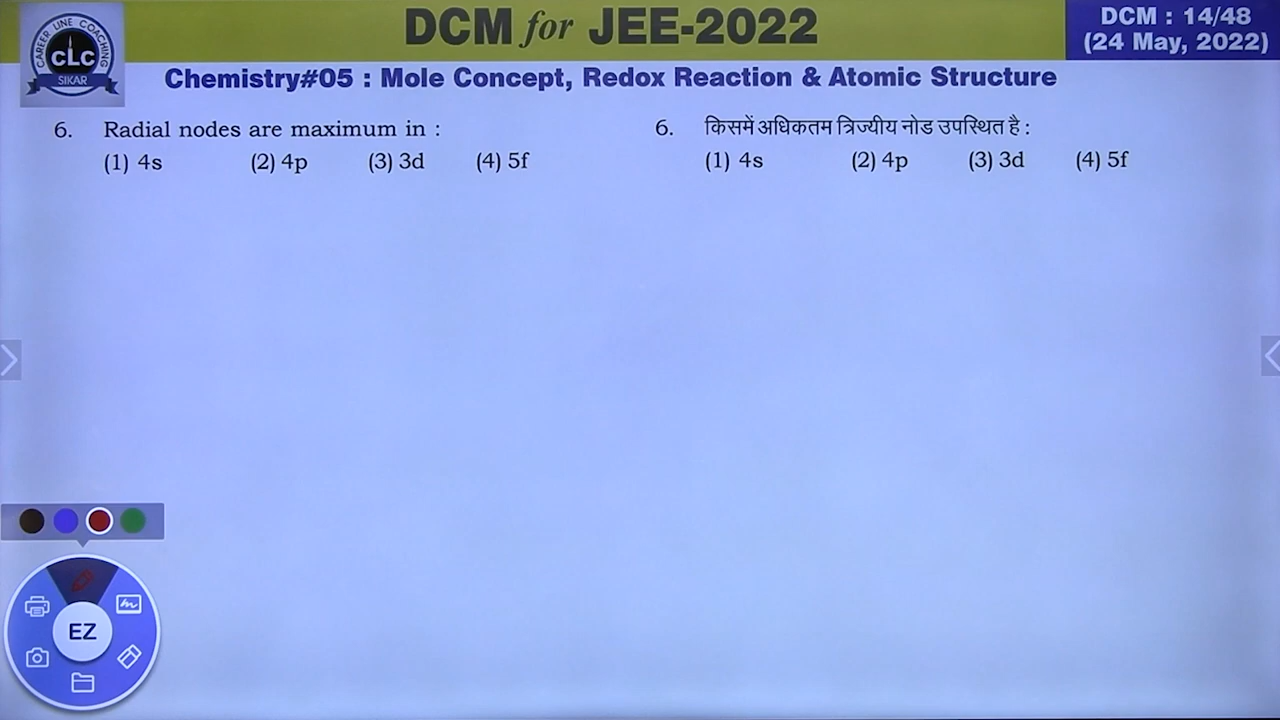 DCM for JEE-2022
DCM : 14/48
(24 May, 2022)
CAREER LINE COACHING
CLC
SIKAR
Chemistry#05 : Mole Concept, Redox Reaction & Atomic Structure
6. Radial nodes are maximum in :
(1) 4s (2) 4p (3) 3d (4) 5f
6. किसमें अधिकतम त्रिज्यीय नोड उपस्थित है :
(1) 4s (2) 4p (3) 3d (4) 5f
EZ